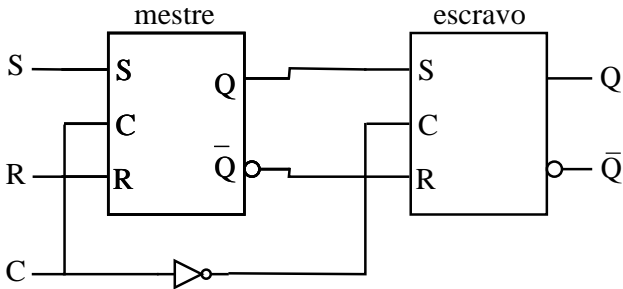 mestre escravo
S S Q S Q
C C
R R Q̅ R Q̅
C